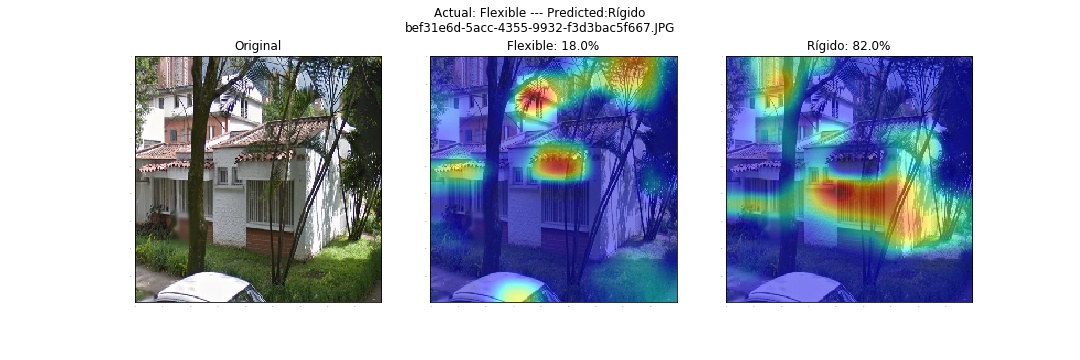 Actual: Flexible --- Predicted:Rígido
bef31e6d-5acc-4355-9932-f3d3bac5f667.JPG
Original
Flexible: 18.0%
Rígido: 82.0%